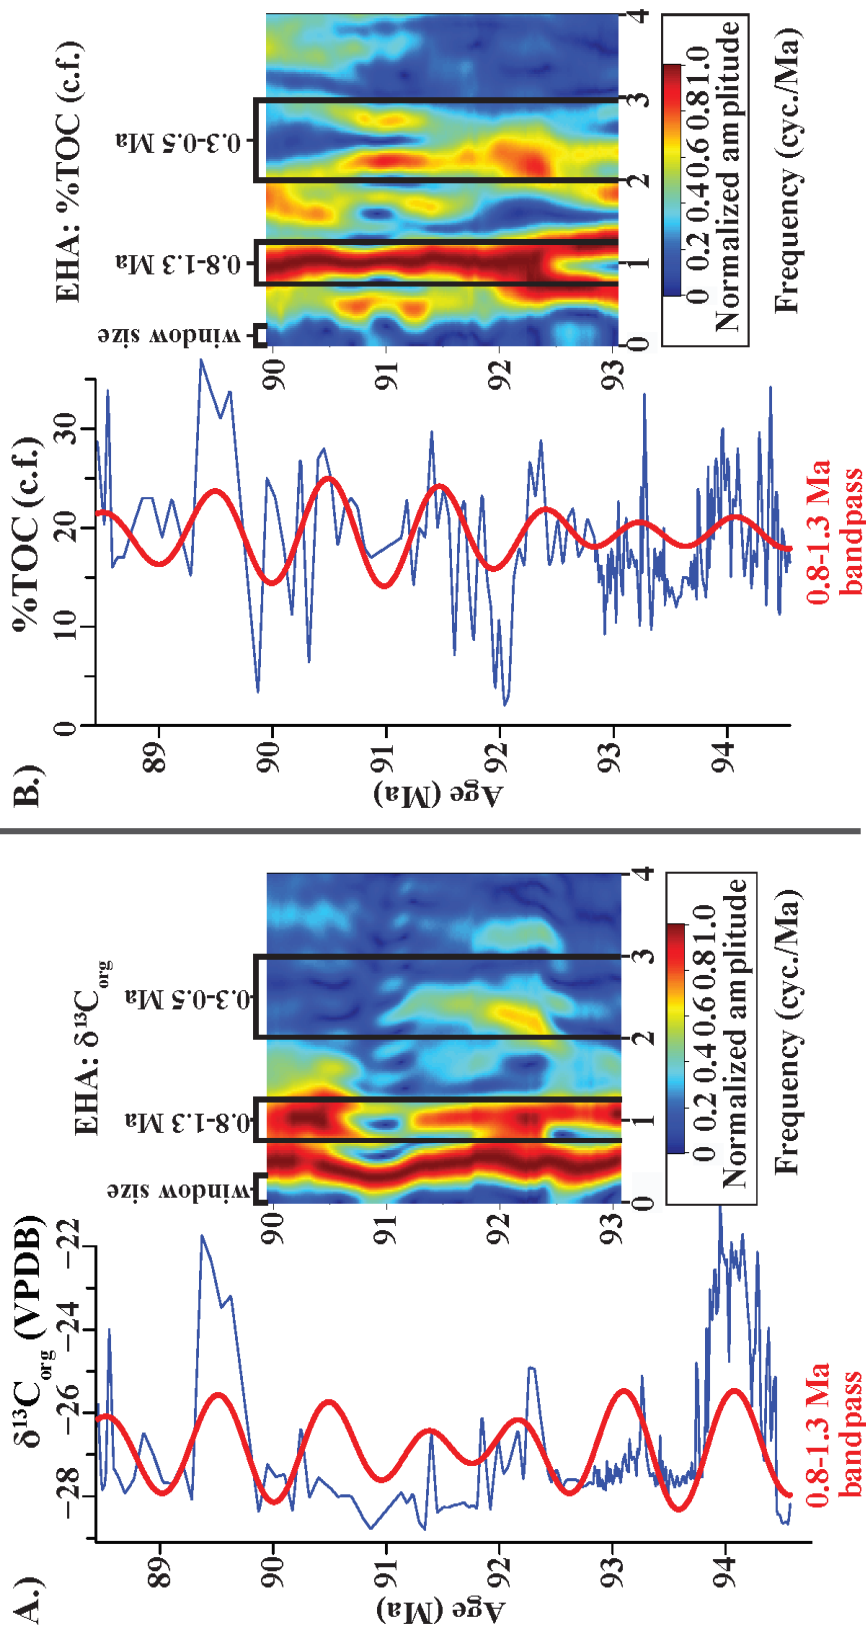 A.)
δ¹³Corg (VPDB)
−28 −26 −24 −22
Age (Ma)
89
90
91
92
93
94
0.8-1.3 Ma
bandpass
EHA: δ¹³Corg
window size
0.8-1.3 Ma
0.3-0.5 Ma
90
91
92
93
0 1 2 3 4
0 0.2 0.4 0.6 0.8 1.0
Normalized amplitude
Frequency (cyc./Ma)
B.)
%TOC (c.f.)
0 10 20 30
Age (Ma)
89
90
91
92
93
94
0.8-1.3 Ma
bandpass
EHA: %TOC (c.f.)
window size
0.8-1.3 Ma
0.3-0.5 Ma
90
91
92
93
0 1 2 3 4
0 0.2 0.4 0.6 0.8 1.0
Normalized amplitude
Frequency (cyc./Ma)